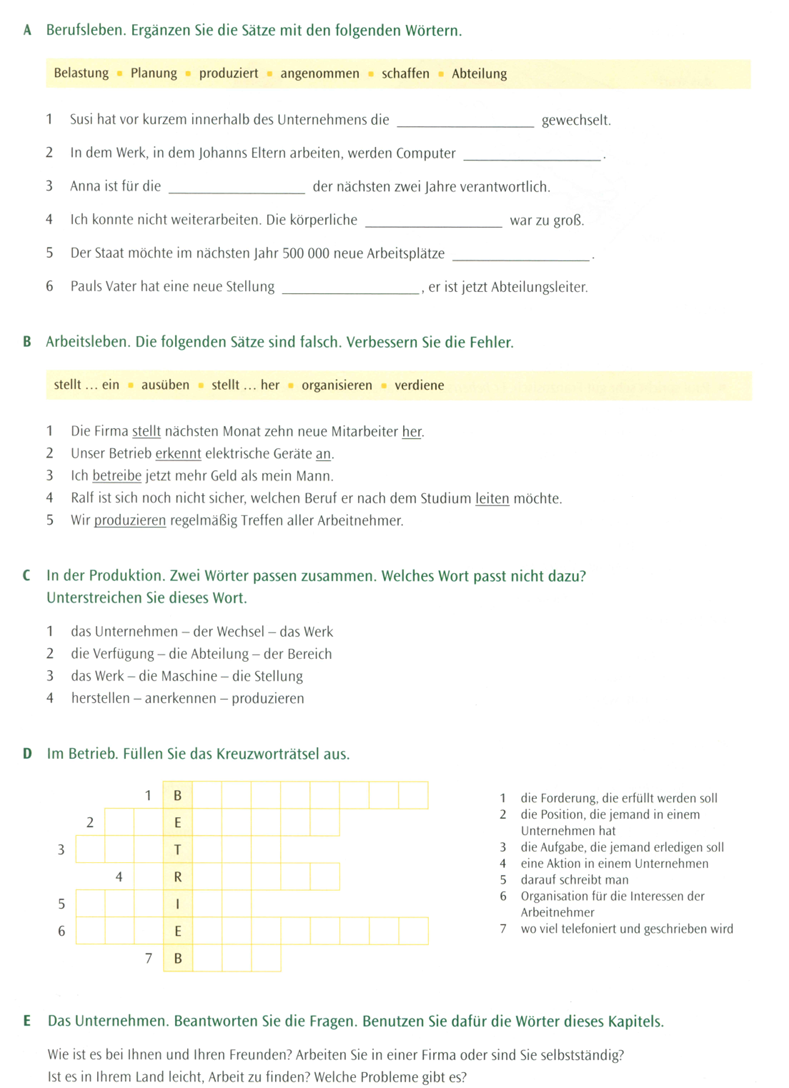 A Berufsleben. Ergänzen Sie die Sätze mit den folgenden Wörtern.
Belastung ▪ Planung ▪ produziert ▪ angenommen ▪ schaffen ▪ Abteilung
1 Susi hat vor kurzem innerhalb des Unternehmens die ________________ gewechselt.
2 In dem Werk, in dem Johanns Eltern arbeiten, werden Computer ________________.
3 Anna ist für die ________________ der nächsten zwei Jahre verantwortlich.
4 Ich konnte nicht weiterarbeiten. Die körperliche ________________ war zu groß.
5 Der Staat möchte im nächsten Jahr 500 000 neue Arbeitsplätze ________________.
6 Pauls Vater hat eine neue Stellung ________________, er ist jetzt Abteilungsleiter.
B Arbeitsleben. Die folgenden Sätze sind falsch. Verbessern Sie die Fehler.
stellt ... ein ▪ ausüben ▪ stellt ... her ▪ organisieren ▪ verdiene
1 Die Firma stellt nächsten Monat zehn neue Mitarbeiter her.
2 Unser Betrieb erkennt elektrische Geräte an.
3 Ich betreibe jetzt mehr Geld als mein Mann.
4 Ralf ist sich noch nicht sicher, welchen Beruf er nach dem Studium leiten möchte.
5 Wir produzieren regelmäßig Treffen aller Arbeitnehmer.
C In der Produktion. Zwei Wörter passen zusammen. Welches Wort passt nicht dazu?
Unterstreichen Sie dieses Wort.
1 das Unternehmen – der Wechsel – das Werk
2 die Verfügung – die Abteilung – der Bereich
3 das Werk – die Maschine – die Stellung
4 herstellen – anerkennen – produzieren
D Im Betrieb. Füllen Sie das Kreuzworträtsel aus.
1 B
2 E
3 T
4 R
5 I
6 E
7 B
1 die Forderung, die erfüllt werden soll
2 die Position, die jemand in einem
Unternehmen hat
3 die Aufgabe, die jemand erledigen soll
4 eine Aktion in einem Unternehmen
5 darauf schreibt man
6 Organisation für die Interessen der
Arbeitnehmer
7 wo viel telefoniert und geschrieben wird
E Das Unternehmen. Beantworten Sie die Fragen. Benutzen Sie dafür die Wörter dieses Kapitels.
Wie ist es bei Ihnen und Ihren Freunden? Arbeiten Sie in einer Firma oder sind Sie selbstständig?
Ist es in Ihrem Land leicht, Arbeit zu finden? Welche Probleme gibt es?